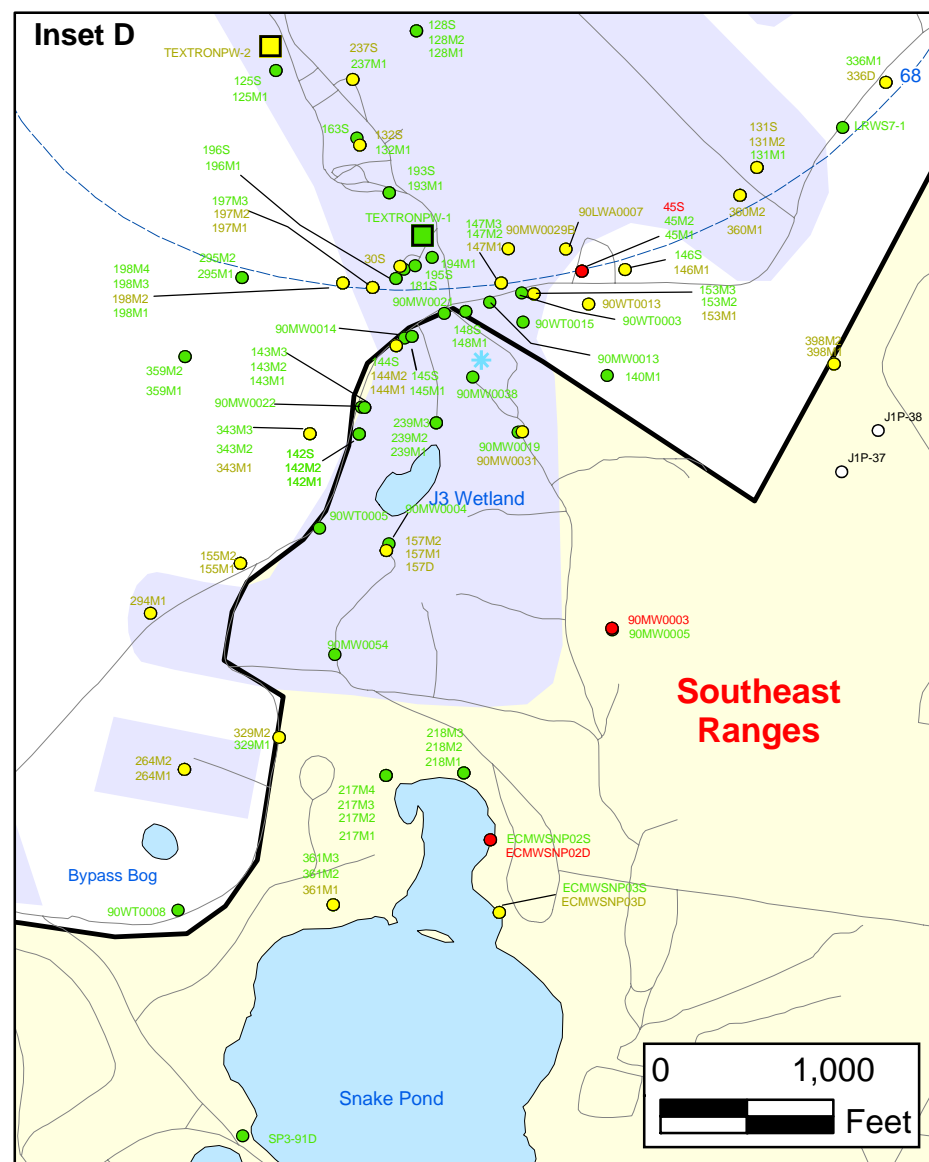 Inset D
128S
128M2
128M1
TEXTRONPW-2
237S
237M1
125S
125M1
336M1
336D
68
LRWS7-1
163S
132S
132M1
131S
131M2
131M1
196S
196M1
193S
193M1
197M3
197M2
197M1
TEXTRONPW-1
147M3
147M2
147M1
90MW0029B
90LWA0007
45S
45M2
45M1
360M2
360M1
295M2
295M1
30S
194M1
195S
181S
146S
146M1
198M4
198M3
198M2
198M1
90MW0021
153M3
153M2
153M1
90WT0013
90WT0003
90WT0015
90MW0014
148S
148M1
90MW0013
140M1
398M2
398M1
143M3
143M2
143M1
144S
144M2
144M1
145S
145M1
90MW0038
359M2
359M1
90MW0022
343M3
343M2
343M1
239M3
239M2
239M1
90MW0019
90MW0031
142S
142M2
142M1
J1P-38
J1P-37
J3 Wetland
90WT0005
90MW0004
157M2
157M1
157D
155M2
155M1
294M1
90MW0003
90MW0005
90MW0054
Southeast
Ranges
329M2
329M1
218M3
218M2
218M1
264M2
264M1
217M4
217M3
217M2
217M1
ECMWSNP02S
ECMWSNP02D
Bypass Bog
361M3
361M2
361M1
ECMWSNP03S
ECMWSNP03D
90WT0008
Snake Pond
SP3-91D
0 1,000
Feet